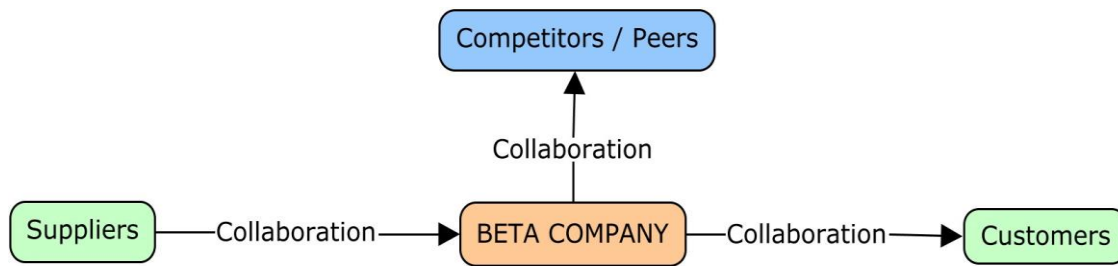 Competitors / Peers
Collaboration
Suppliers
Collaboration
BETA COMPANY
Collaboration
Customers